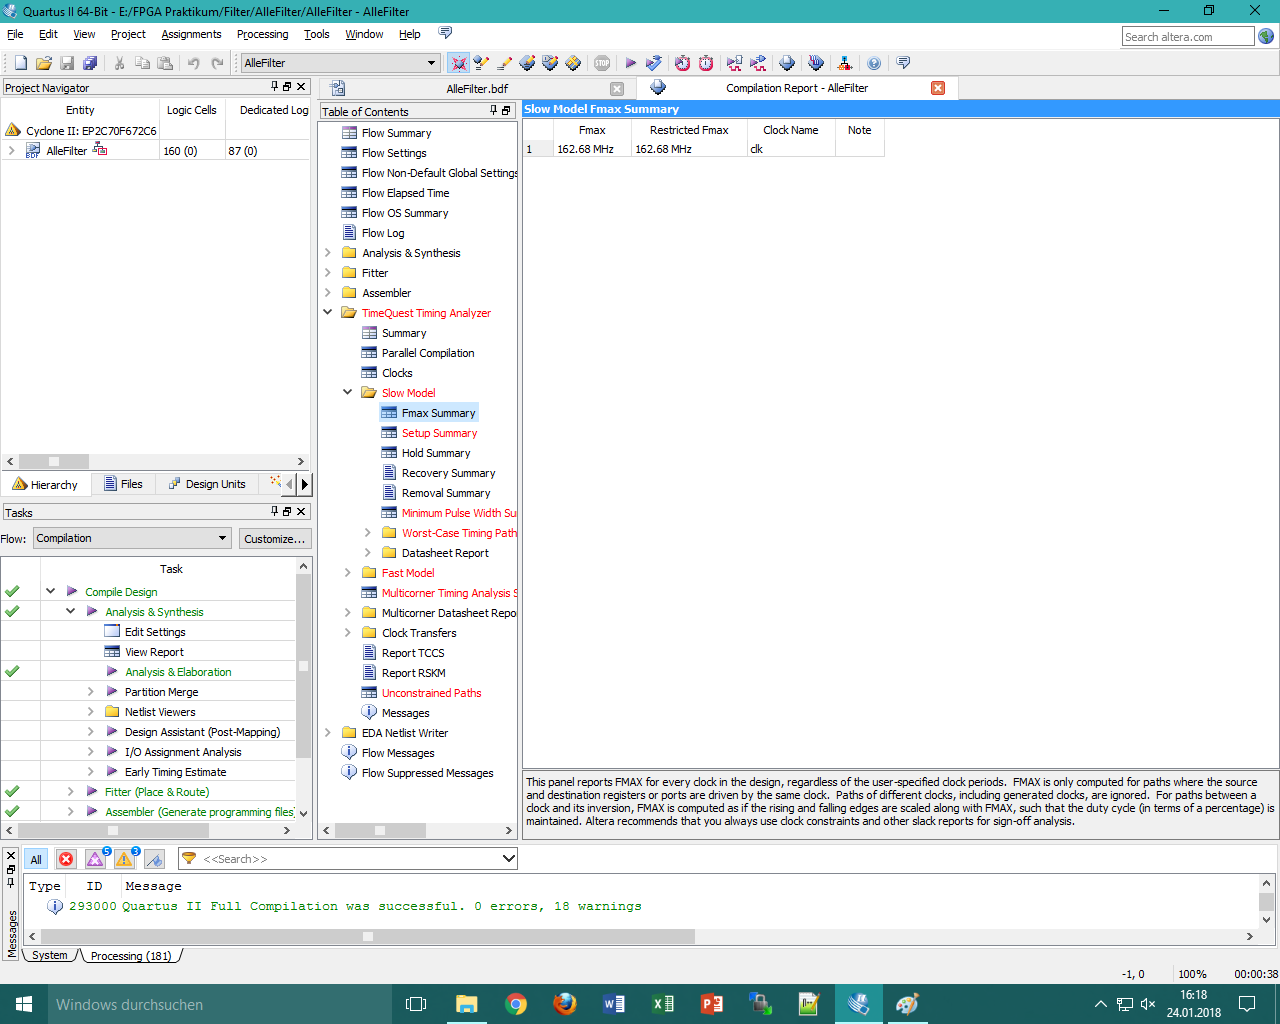 Quartus II 64-Bit - E:/FPGA Praktikum/Filter/AlleFilter/AlleFilter - AlleFilter
File Edit View Project Assignments Processing Tools Window Help
Search altera.com
AlleFilter
Project Navigator
Entity Logic Cells Dedicated Log
Cyclone II: EP2C70F672C6
AlleFilter 160 (0) 87 (0)
Hierarchy Files Design Units
Tasks
Flow: Compilation Customize...
Task
Compile Design
Analysis & Synthesis
Edit Settings
View Report
Analysis & Elaboration
Partition Merge
Netlist Viewers
Design Assistant (Post-Mapping)
I/O Assignment Analysis
Early Timing Estimate
Fitter (Place & Route)
Assembler (Generate programming files
AlleFilter.bdf
Compilation Report - AlleFilter
Table of Contents
Flow Summary
Flow Settings
Flow Non-Default Global Settings
Flow Elapsed Time
Flow OS Summary
Flow Log
Analysis & Synthesis
Fitter
Assembler
TimeQuest Timing Analyzer
Summary
Parallel Compilation
Clocks
Slow Model
Fmax Summary
Setup Summary
Hold Summary
Recovery Summary
Removal Summary
Minimum Pulse Width Su
Worst-Case Timing Path
Datasheet Report
Fast Model
Multicorner Timing Analysis S
Multicorner Datasheet Repo
Clock Transfers
Report TCCS
Report RSKM
Unconstrained Paths
Messages
EDA Netlist Writer
Flow Messages
Flow Suppressed Messages
Slow Model Fmax Summary
Fmax Restricted Fmax Clock Name Note
1 162.68 MHz 162.68 MHz clk
This panel reports FMAX for every clock in the design, regardless of the user-specified clock periods. FMAX is only computed for paths where the source
and destination registers or ports are driven by the same clock. Paths of different clocks, including generated clocks, are ignored. For paths between a
clock and its inversion, FMAX is computed as if the rising and falling edges are scaled along with FMAX, such that the duty cycle (in terms of a percentage) is
maintained. Altera recommends that you always use clock constraints and other slack reports for sign-off analysis.
All 5 3 <<Search>>
Type ID Message
293000 Quartus II Full Compilation was successful. 0 errors, 18 warnings
Messages
System Processing (181)
-1, 0 100% 00:00:38
Windows durchsuchen
16:18
24.01.2018